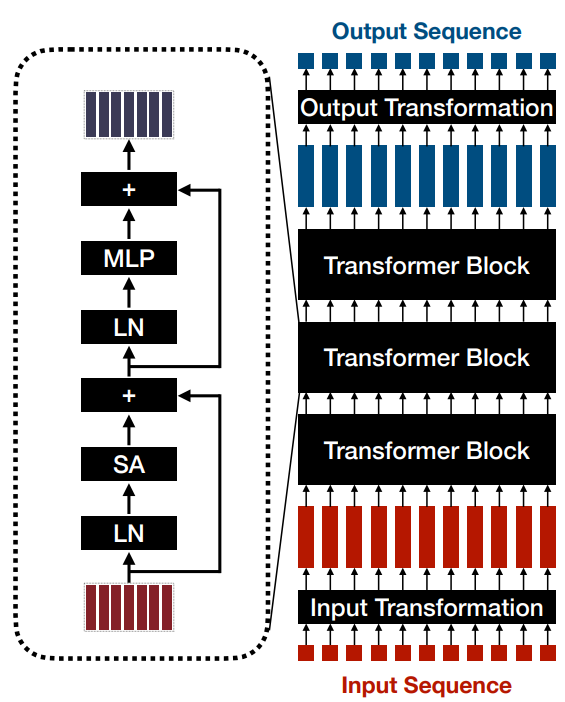 Output Sequence
Output Transformation
Transformer Block
Transformer Block
Transformer Block
Input Transformation
Input Sequence
+
MLP
LN
+
SA
LN